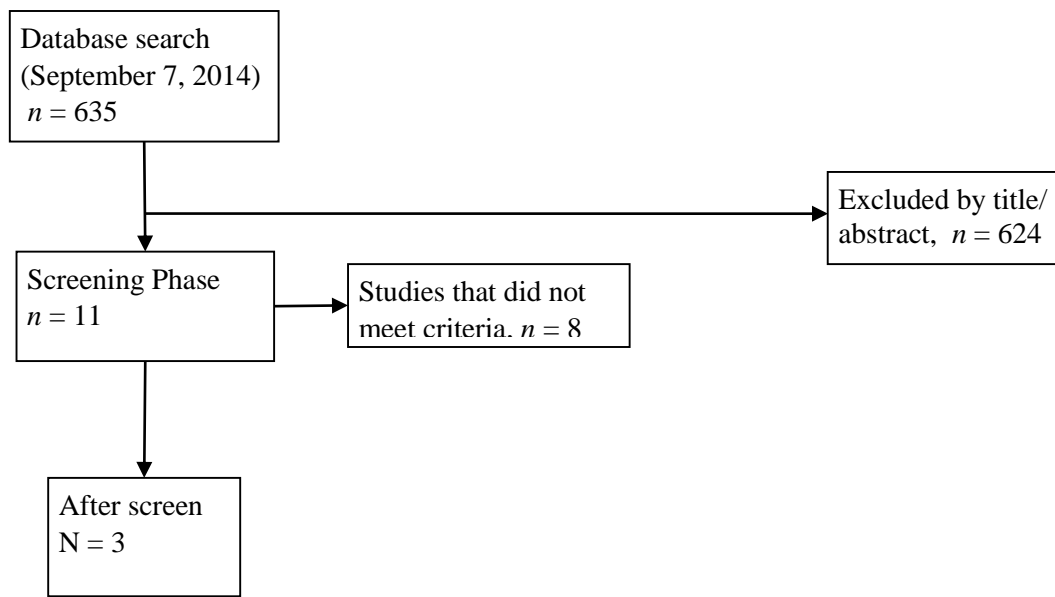 Database search
(September 7, 2014)
n = 635
Excluded by title/
abstract, n = 624
Screening Phase
n = 11
Studies that did not
meet criteria, n = 8
After screen
N = 3